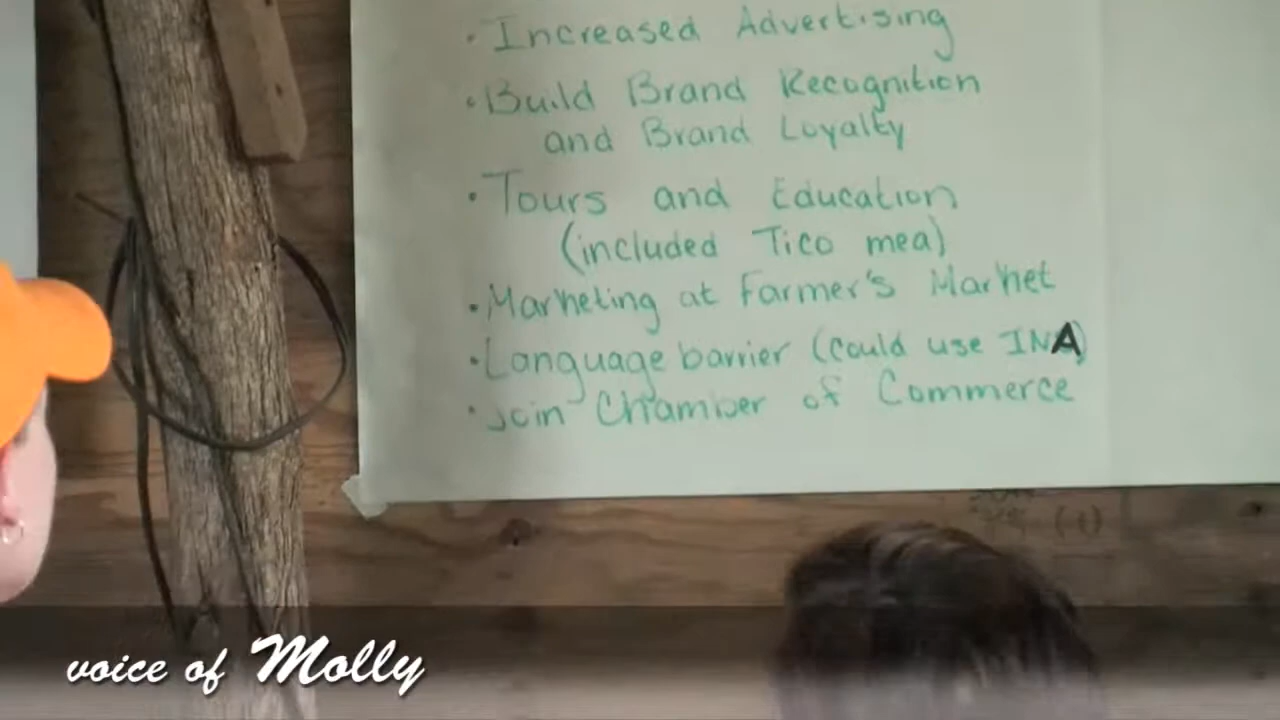 • Increased Advertising
• Build Brand Recognition
and Brand Loyalty
• Tours and Education
(included Tico mea)
• Marketing at Farmer's Market
• Language barrier (could use INA)
• Join Chamber of Commerce
(1)
voice of Molly